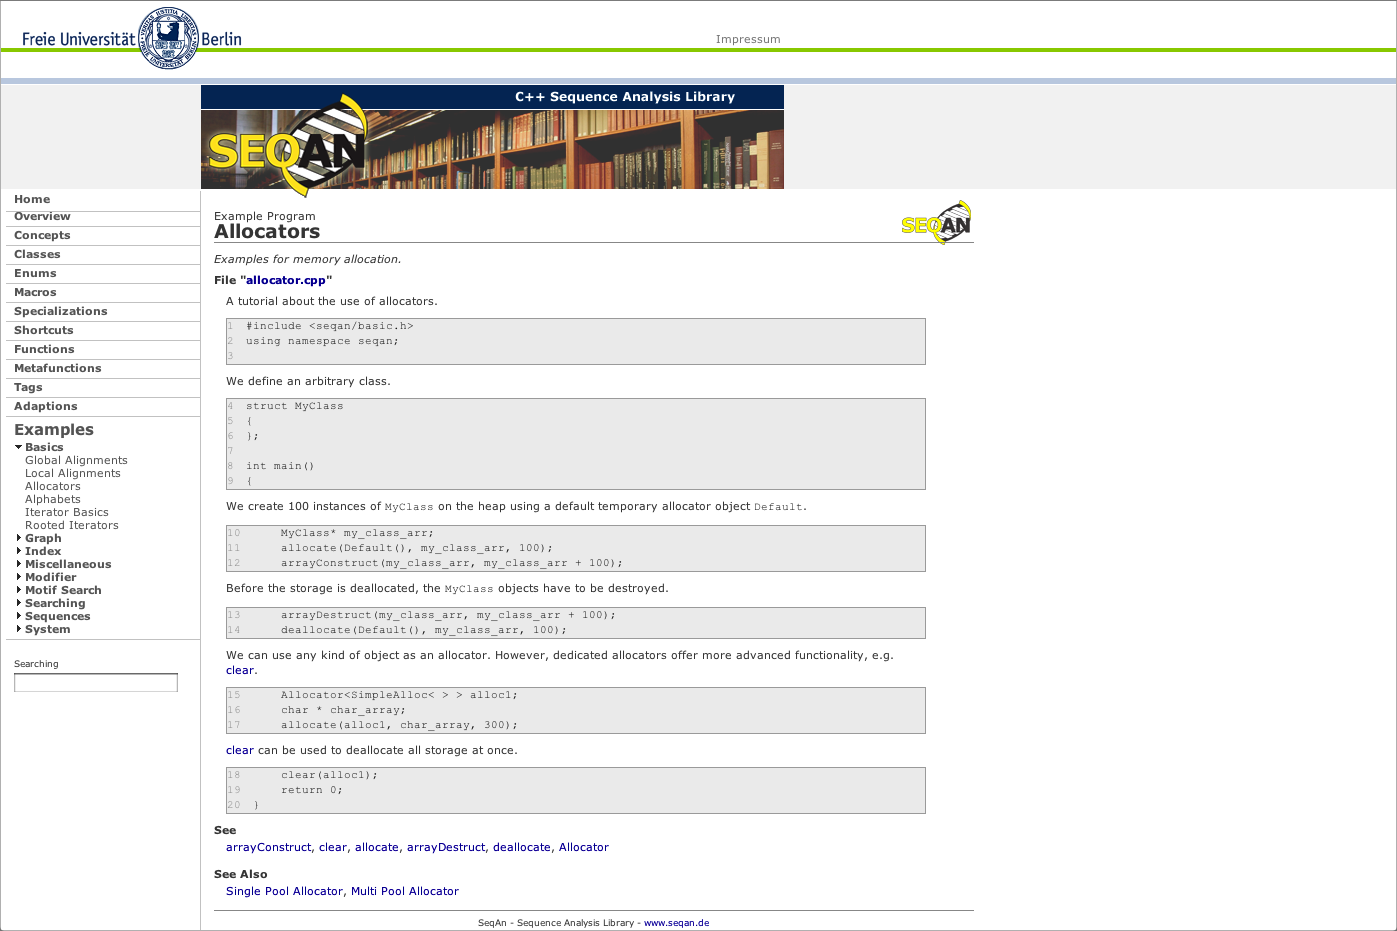 Freie Universität Berlin
Impressum
C++ Sequence Analysis Library
SEQAN
Home
Overview
Concepts
Classes
Enums
Macros
Specializations
Shortcuts
Functions
Metafunctions
Tags
Adaptions
Examples
Basics
Global Alignments
Local Alignments
Allocators
Alphabets
Iterator Basics
Rooted Iterators
Graph
Index
Miscellaneous
Modifier
Motif Search
Searching
Sequences
System
Searching
Example Program
Allocators
SEQAN
Examples for memory allocation.
File "allocator.cpp"
A tutorial about the use of allocators.
1 #include <seqan/basic.h>
2 using namespace seqan;
3
We define an arbitrary class.
4 struct MyClass
5 {
6 };
7
8 int main()
9 {
We create 100 instances of MyClass on the heap using a default temporary allocator object Default.
10     MyClass* my_class_arr;
11     allocate(Default(), my_class_arr, 100);
12     arrayConstruct(my_class_arr, my_class_arr + 100);
Before the storage is deallocated, the MyClass objects have to be destroyed.
13     arrayDestruct(my_class_arr, my_class_arr + 100);
14     deallocate(Default(), my_class_arr, 100);
We can use any kind of object as an allocator. However, dedicated allocators offer more advanced functionality, e.g.
clear.
15     Allocator<SimpleAlloc< > > alloc1;
16     char * char_array;
17     allocate(alloc1, char_array, 300);
clear can be used to deallocate all storage at once.
18     clear(alloc1);
19     return 0;
20 }
See
arrayConstruct, clear, allocate, arrayDestruct, deallocate, Allocator
See Also
Single Pool Allocator, Multi Pool Allocator
SeqAn - Sequence Analysis Library - www.seqan.de